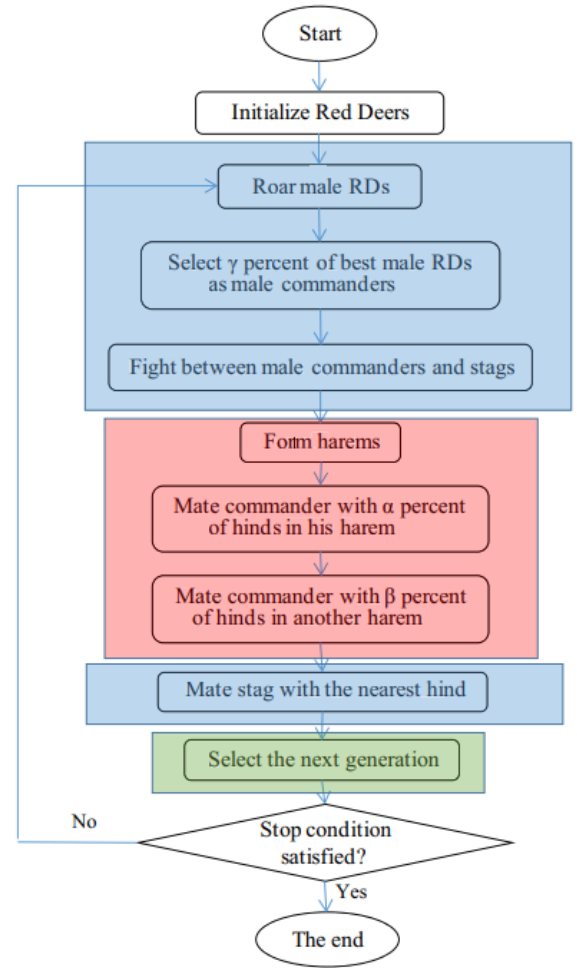 Start
Initialize Red Deers
Roar male RDs
Select γ percent of best male RDs
as male commanders
Fight between male commanders and stags
Form harems
Mate commander with α percent
of hinds in his harem
Mate commander with β percent
of hinds in another harem
Mate stag with the nearest hind
Select the next generation
No
Stop condition
satisfied?
Yes
The end